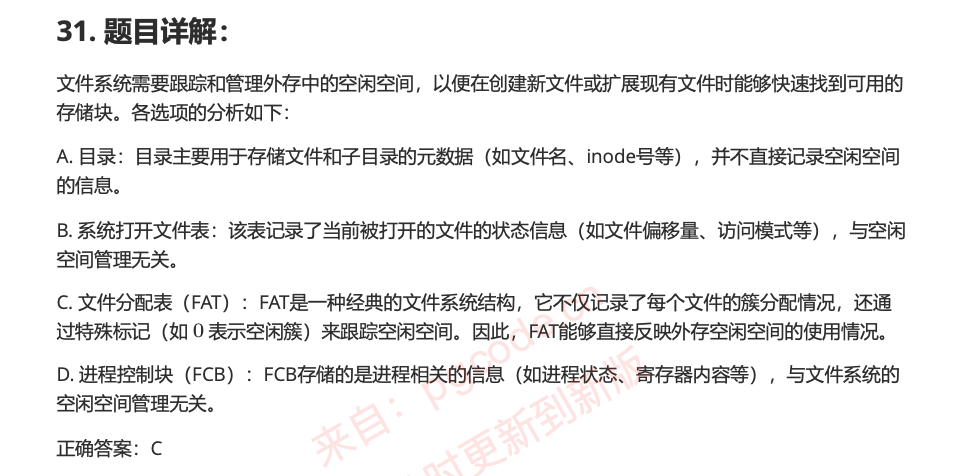 31. 题目详解：
文件系统需要跟踪和管理外存中的空闲空间，以便在创建新文件或扩展现有文件时能够快速找到可用的
存储块。各选项的分析如下：
A. 目录：目录主要用于存储文件和子目录的元数据（如文件名、inode号等），并不直接记录空闲空间
的信息。
B. 系统打开文件表：该表记录了当前被打开的文件的状态信息（如文件偏移量、访问模式等），与空闲
空间管理无关。
C. 文件分配表（FAT）：FAT是一种经典的文件系统结构，它不仅记录了每个文件的簇分配情况，还通
过特殊标记（如 0 表示空闲簇）来跟踪空闲空间。因此，FAT能够直接反映外存空闲空间的使用情况。
D. 进程控制块（FCB）：FCB存储的是进程相关的信息（如进程状态、寄存器内容等），与文件系统的
空闲空间管理无关。
正确答案：C
来自：pgcode.cn
时更新到新版